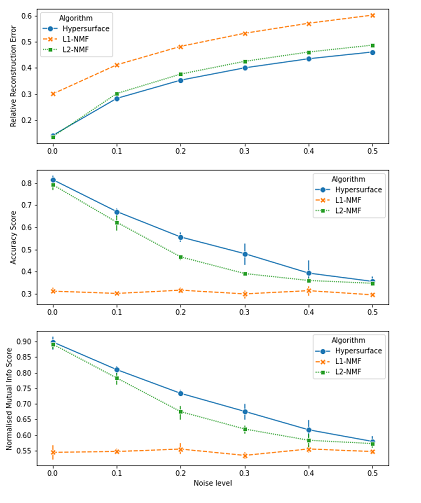 Relative Reconstruction Error
0.6
0.5
0.4
0.3
0.2
Algorithm
Hypersurface
L1-NMF
L2-NMF
0.0 0.1 0.2 0.3 0.4 0.5
Accuracy Score
0.8
0.7
0.6
0.5
0.4
0.3
Algorithm
Hypersurface
L1-NMF
L2-NMF
0.0 0.1 0.2 0.3 0.4 0.5
Normalised Mutual Info Score
0.90
0.85
0.80
0.75
0.70
0.65
0.60
0.55
Algorithm
Hypersurface
L1-NMF
L2-NMF
0.0 0.1 0.2 0.3 0.4 0.5
Noise level